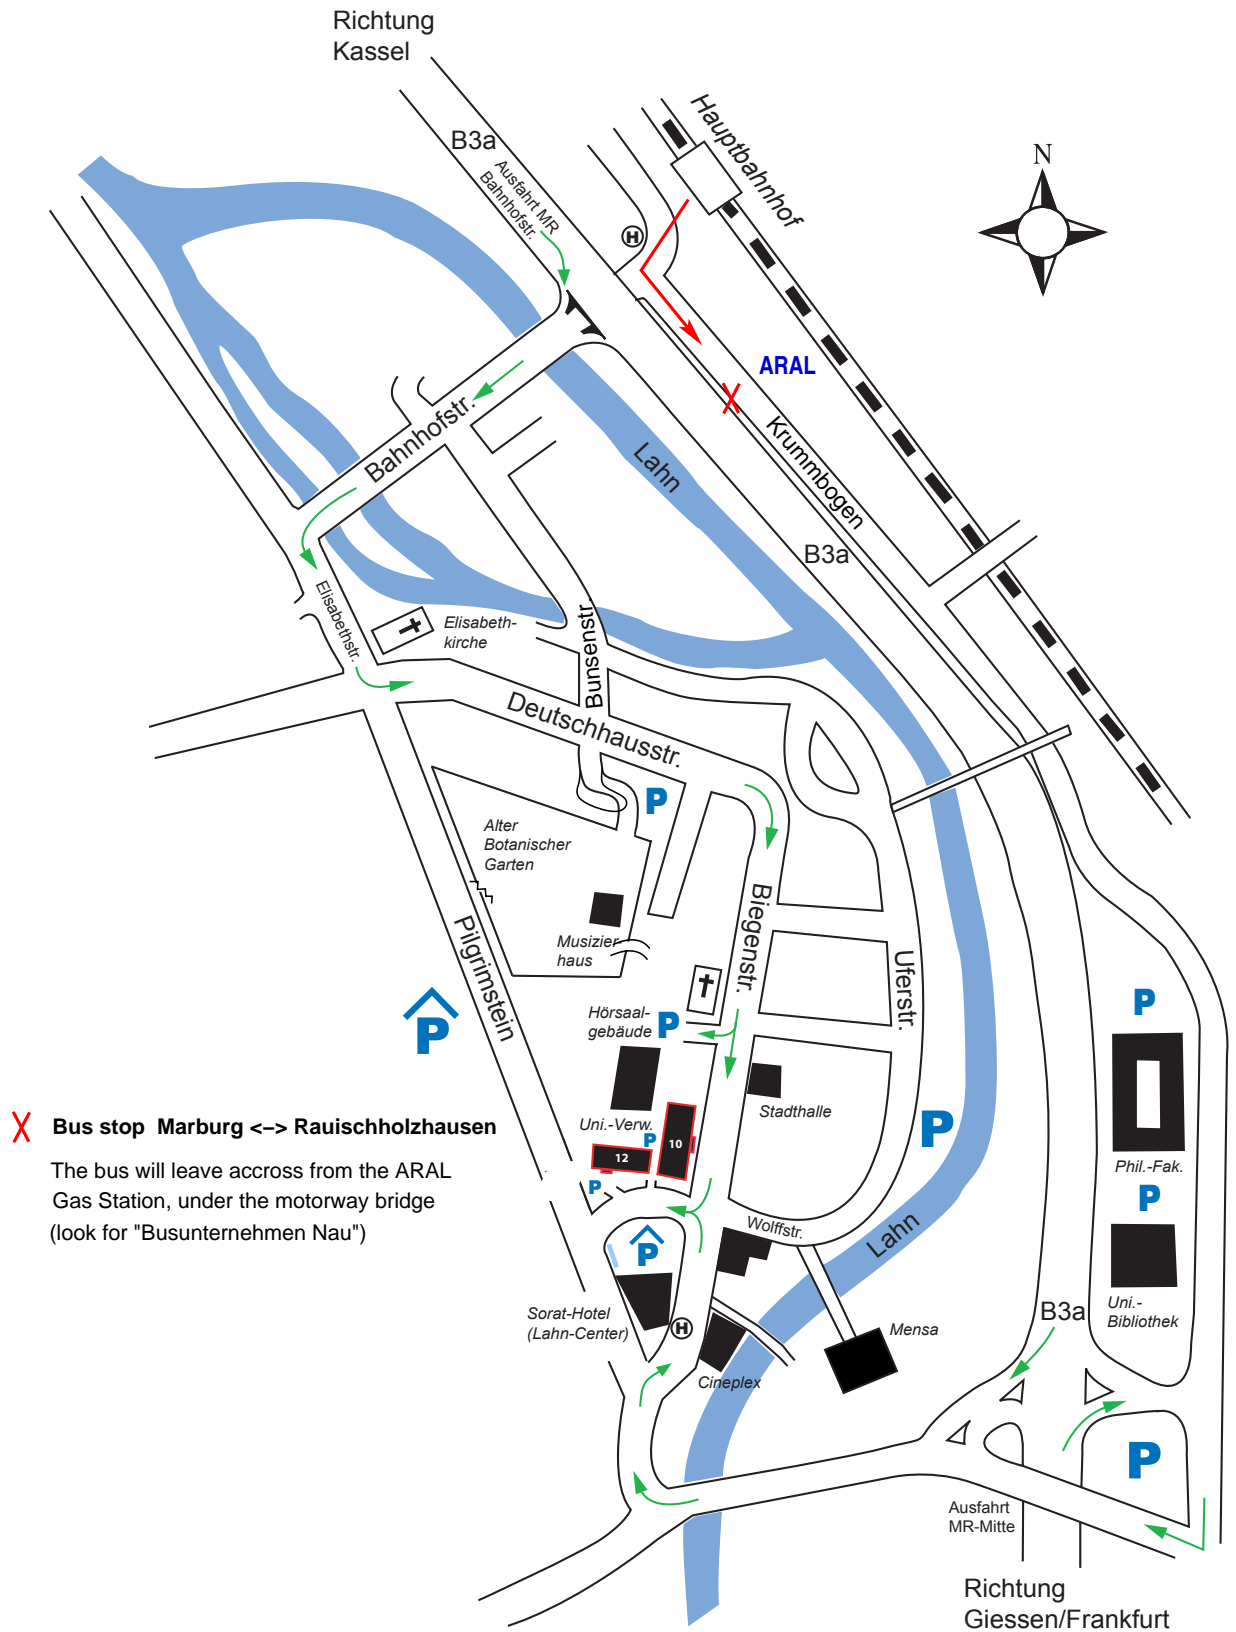 Richtung
Kassel
B3a
Ausfahrt MR
Bahnhofstr.
Hauptbahnhof
N
H
ARAL
Krummbogen
Bahnhofstr.
Lahn
B3a
Elisabethstr.
Elisabeth-
kirche
Bunsenstr.
Deutschhausstr.
P
Alter
Botanischer
Garten
Musizier-
haus
Biegenstr.
Uferstr.
Pilgrimstein
P
Hörsaal-
gebäude
P
P
Stadthalle
Uni.-Verw.
P
10
12
P
P
Phil.-Fak.
P
X Bus stop Marburg <–> Rauischholzhausen
The bus will leave accross from the ARAL
Gas Station, under the motorway bridge
(look for "Busunternehmen Nau")
Wolffstr.
P
Lahn
Sorat-Hotel
(Lahn-Center)
H
Cineplex
Mensa
Uni.-
Bibliothek
B3a
P
Ausfahrt
MR-Mitte
Richtung
Giessen/Frankfurt